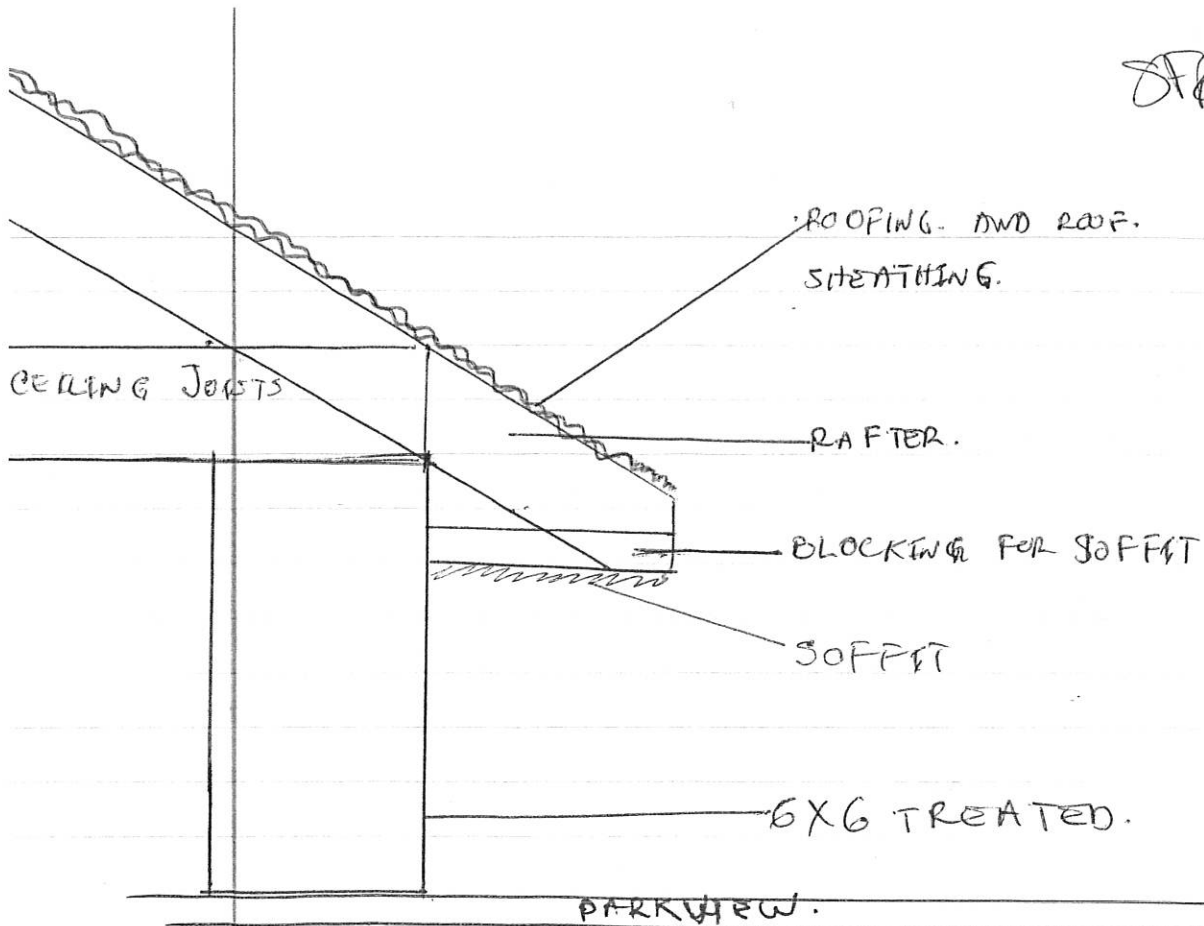 ROOFING. AND ROOF.
SHEATHING.
CEILING JOISTS
RAFTER.
BLOCKING FOR SOFFIT
SOFFIT
6X6 TREATED.
PARKVIEW.